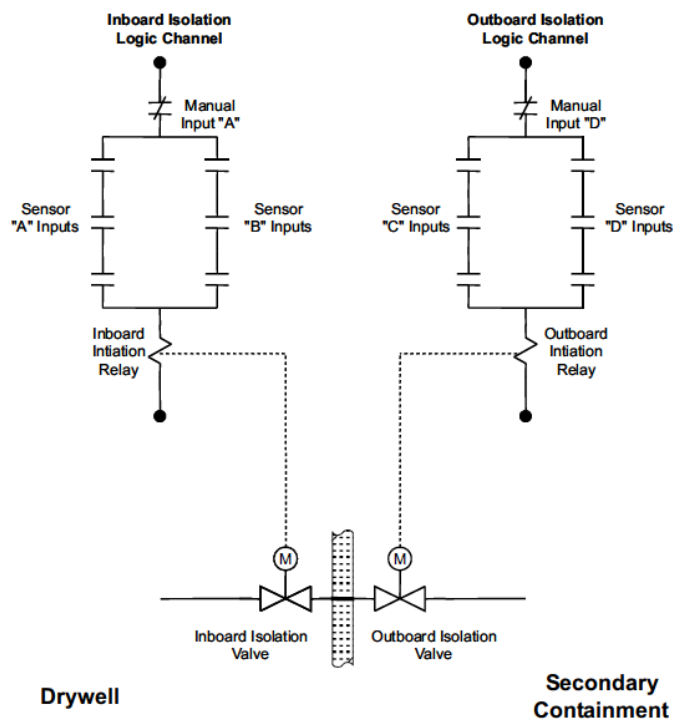 Inboard Isolation
Logic Channel
Outboard Isolation
Logic Channel
Manual
Input "A"
Manual
Input "D"
Sensor
"A" Inputs
Sensor
"B" Inputs
Sensor
"C" Inputs
Sensor
"D" Inputs
Inboard
Intiation
Relay
Outboard
Intiation
Relay
M
M
Inboard Isolation
Valve
Outboard Isolation
Valve
Drywell
Secondary
Containment